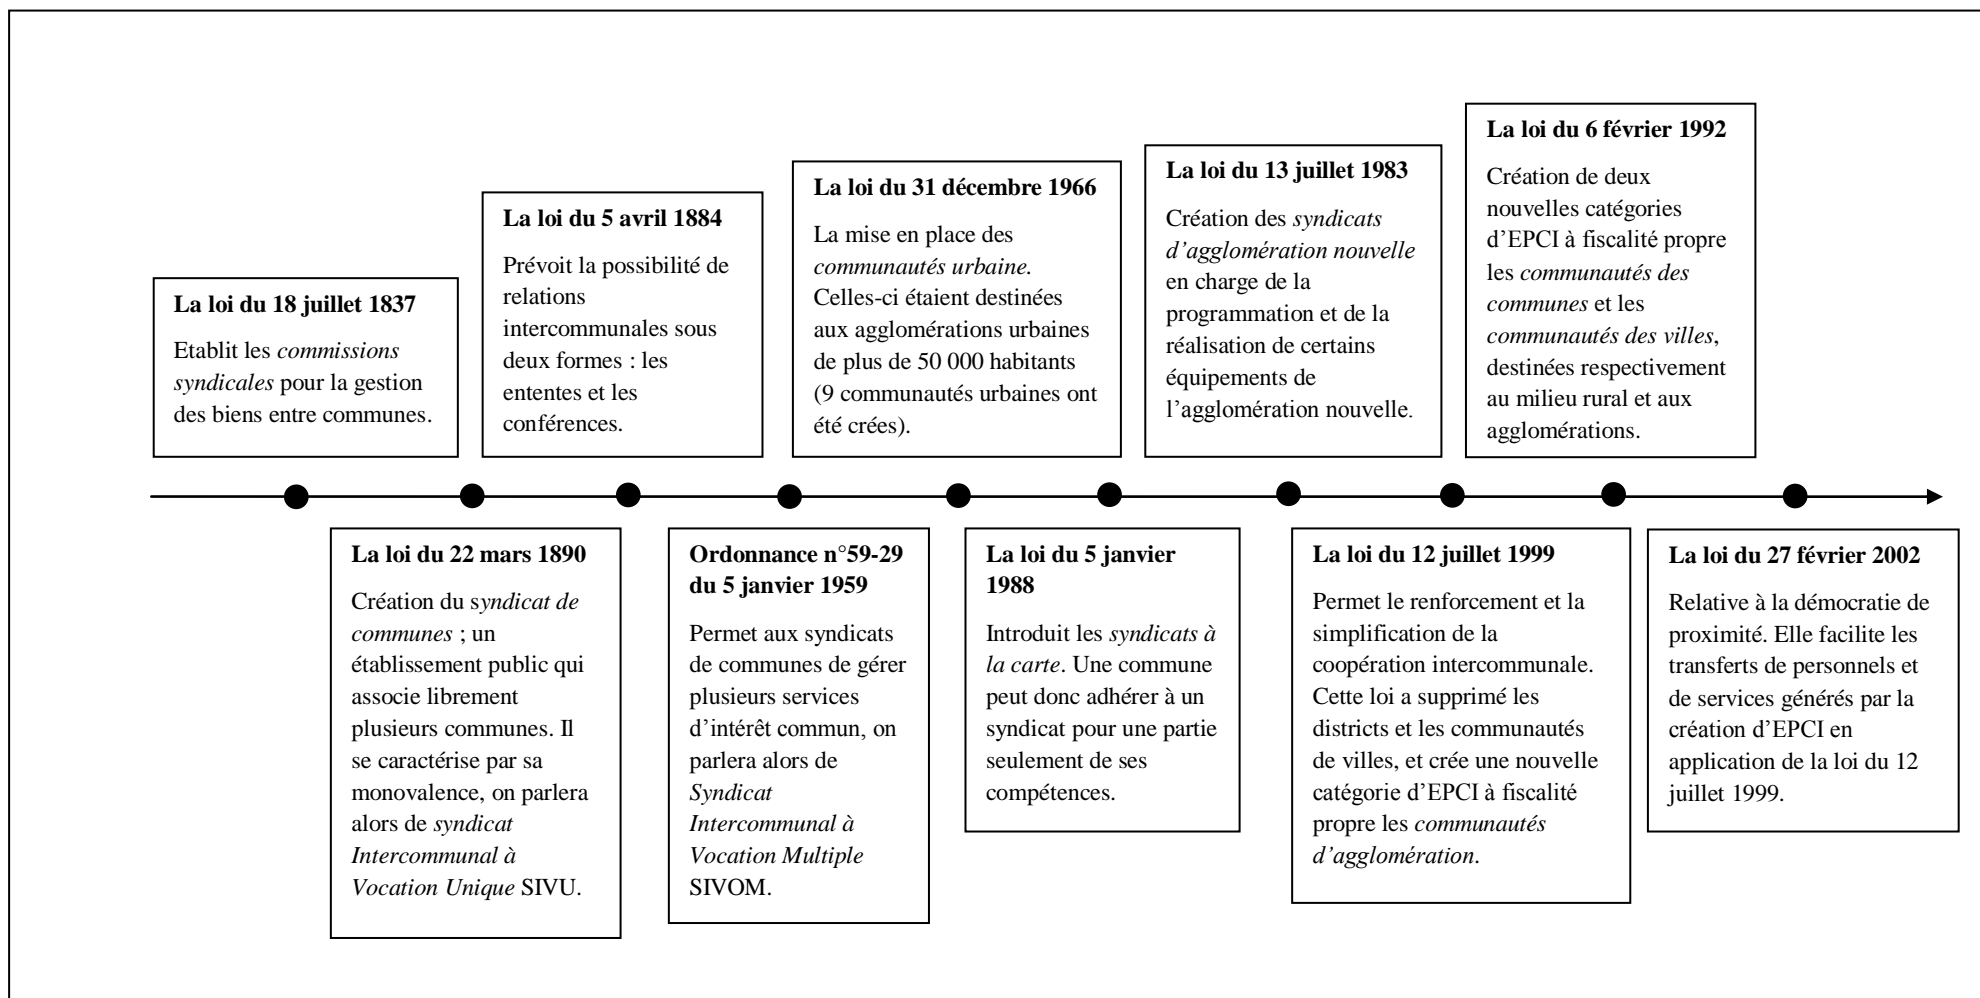 La loi du 18 juillet 1837
Etablit les commissions
syndicales pour la gestion
des biens entre communes.
La loi du 22 mars 1890
Création du syndicat de
communes ; un
établissement public qui
associe librement
plusieurs communes. Il
se caractérise par sa
monovalence, on parlera
alors de syndicat
Intercommunal à
Vocation Unique SIVU.
La loi du 5 avril 1884
Prévoit la possibilité de
relations
intercommunales sous
deux formes : les
ententes et les
conférences.
Ordonnance n°59-29
du 5 janvier 1959
Permet aux syndicats
de communes de gérer
plusieurs services
d’intérêt commun, on
parlera alors de
Syndicat
Intercommunal à
Vocation Multiple
SIVOM.
La loi du 31 décembre 1966
La mise en place des
communautés urbaine.
Celles-ci étaient destinées
aux agglomérations urbaines
de plus de 50 000 habitants
(9 communautés urbaines ont
été crées).
La loi du 5 janvier
1988
Introduit les syndicats à
la carte. Une commune
peut donc adhérer à un
syndicat pour une partie
seulement de ses
compétences.
La loi du 13 juillet 1983
Création des syndicats
d’agglomération nouvelle
en charge de la
programmation et de la
réalisation de certains
équipements de
l’agglomération nouvelle.
La loi du 12 juillet 1999
Permet le renforcement et la
simplification de la
coopération intercommunale.
Cette loi a supprimé les
districts et les communautés
de villes, et crée une nouvelle
catégorie d’EPCI à fiscalité
propre les communautés
d’agglomération.
La loi du 6 février 1992
Création de deux
nouvelles catégories
d’EPCI à fiscalité propre
les communautés des
communes et les
communautés des villes,
destinées respectivement
au milieu rural et aux
agglomérations.
La loi du 27 février 2002
Relative à la démocratie de
proximité. Elle facilite les
transferts de personnels et
de services générés par la
création d’EPCI en
application de la loi du 12
juillet 1999.